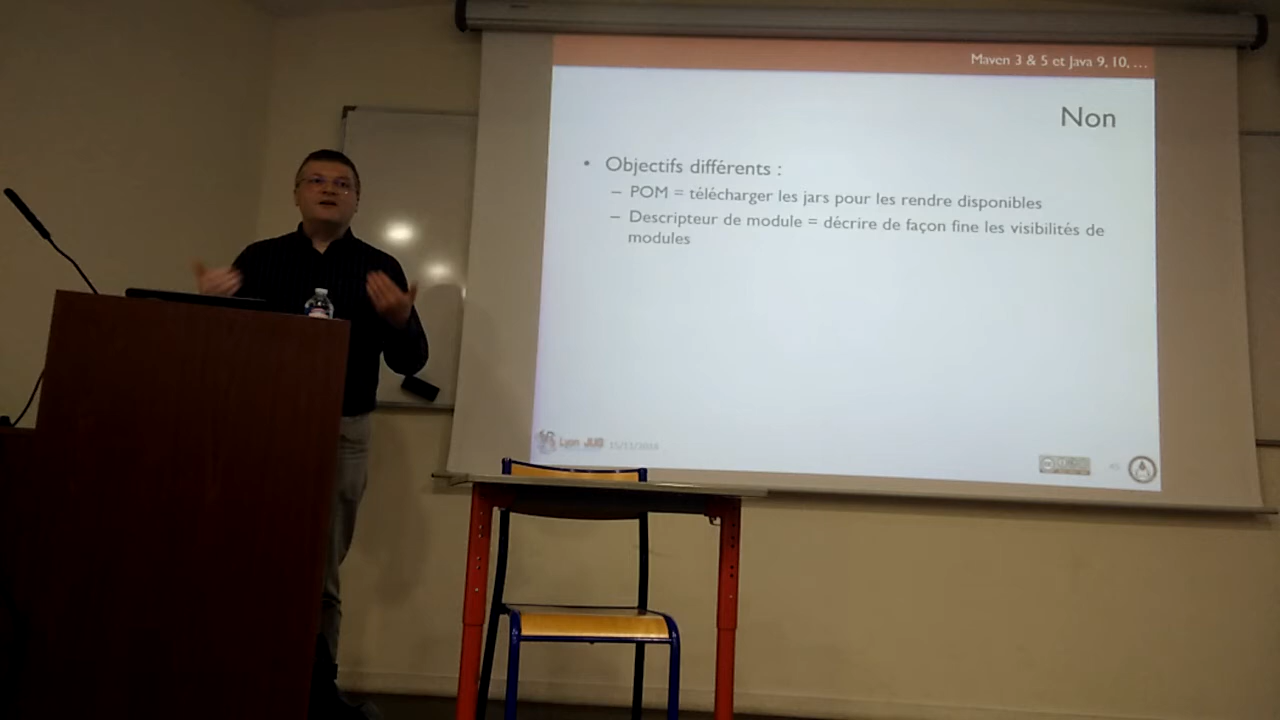 Maven 3 & 5 et Java 9, 10, …
Non
• Objectifs différents :
– POM = télécharger les jars pour les rendre disponibles
– Descripteur de module = décrire de façon fine les visibilités de
modules
Lyon JUG